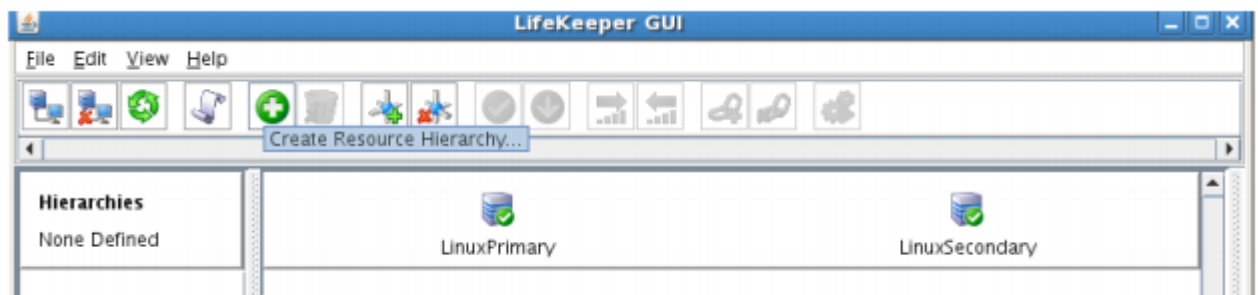 LifeKeeper GUI
File Edit View Help
Create Resource Hierarchy...
Hierarchies
None Defined
LinuxPrimary
LinuxSecondary